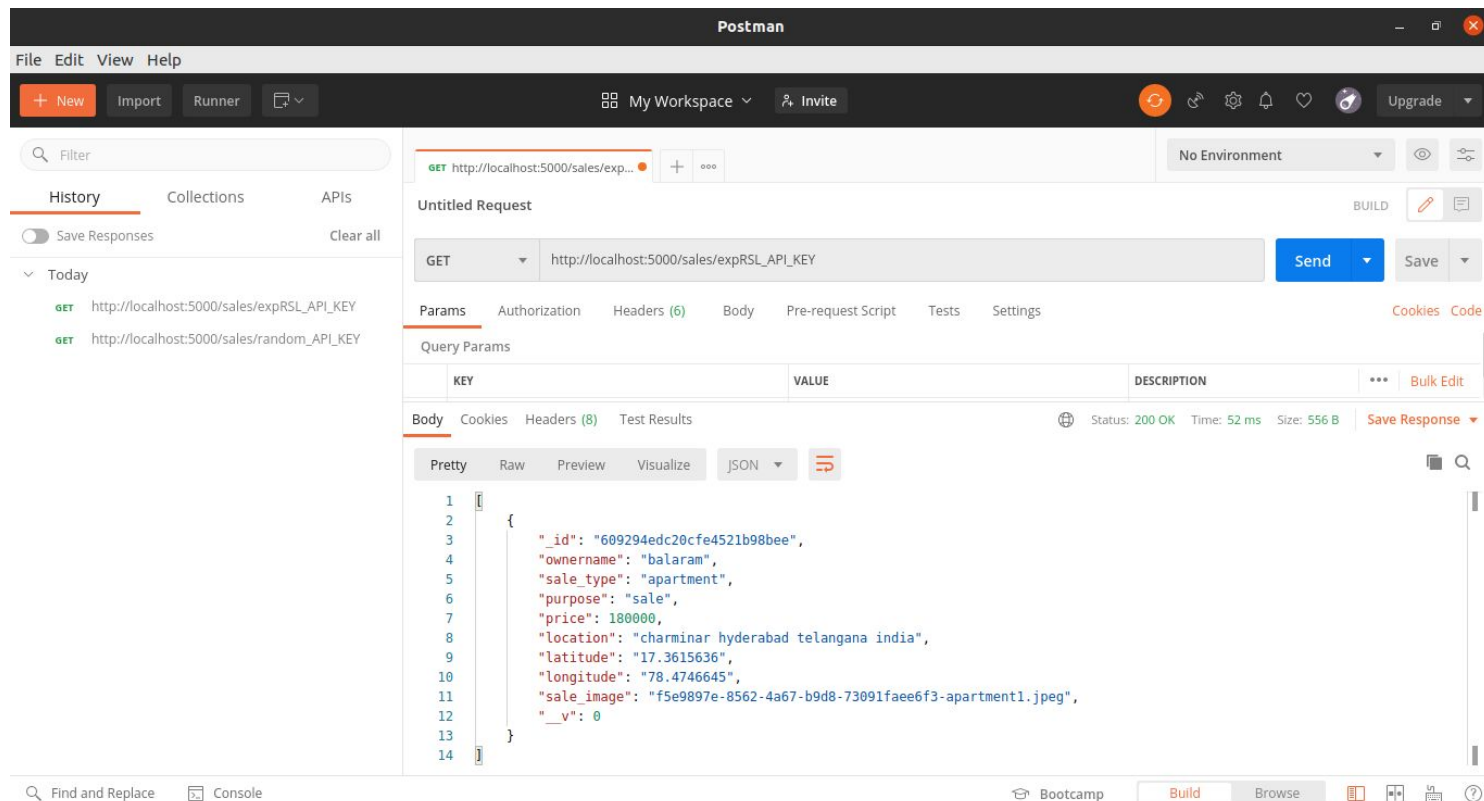 Postman
File Edit View Help
+ New Import Runner My Workspace Invite Upgrade
Filter
History Collections APIs
Save Responses Clear all
Today
GET http://localhost:5000/sales/expRSL_API_KEY
GET http://localhost:5000/sales/random_API_KEY
GET http://localhost:5000/sales/exp... + ooo No Environment
Untitled Request BUILD
GET http://localhost:5000/sales/expRSL_API_KEY Send Save
Params Authorization Headers (6) Body Pre-request Script Tests Settings Cookies Code
Query Params
KEY VALUE DESCRIPTION ••• Bulk Edit
Body Cookies Headers (8) Test Results Status: 200 OK Time: 52 ms Size: 556 B Save Response
Pretty Raw Preview Visualize JSON
1 [
2 {
3 "_id": "609294edc20cfe4521b98bee",
4 "ownername": "balaram",
5 "sale_type": "apartment",
6 "purpose": "sale",
7 "price": 180000,
8 "location": "charminar hyderabad telangana india",
9 "latitude": "17.3615636",
10 "longitude": "78.4746645",
11 "sale_image": "f5e9897e-8562-4a67-b9d8-73091faee6f3-apartment1.jpeg",
12 "__v": 0
13 }
14 ]
Find and Replace Console Bootcamp Build Browse